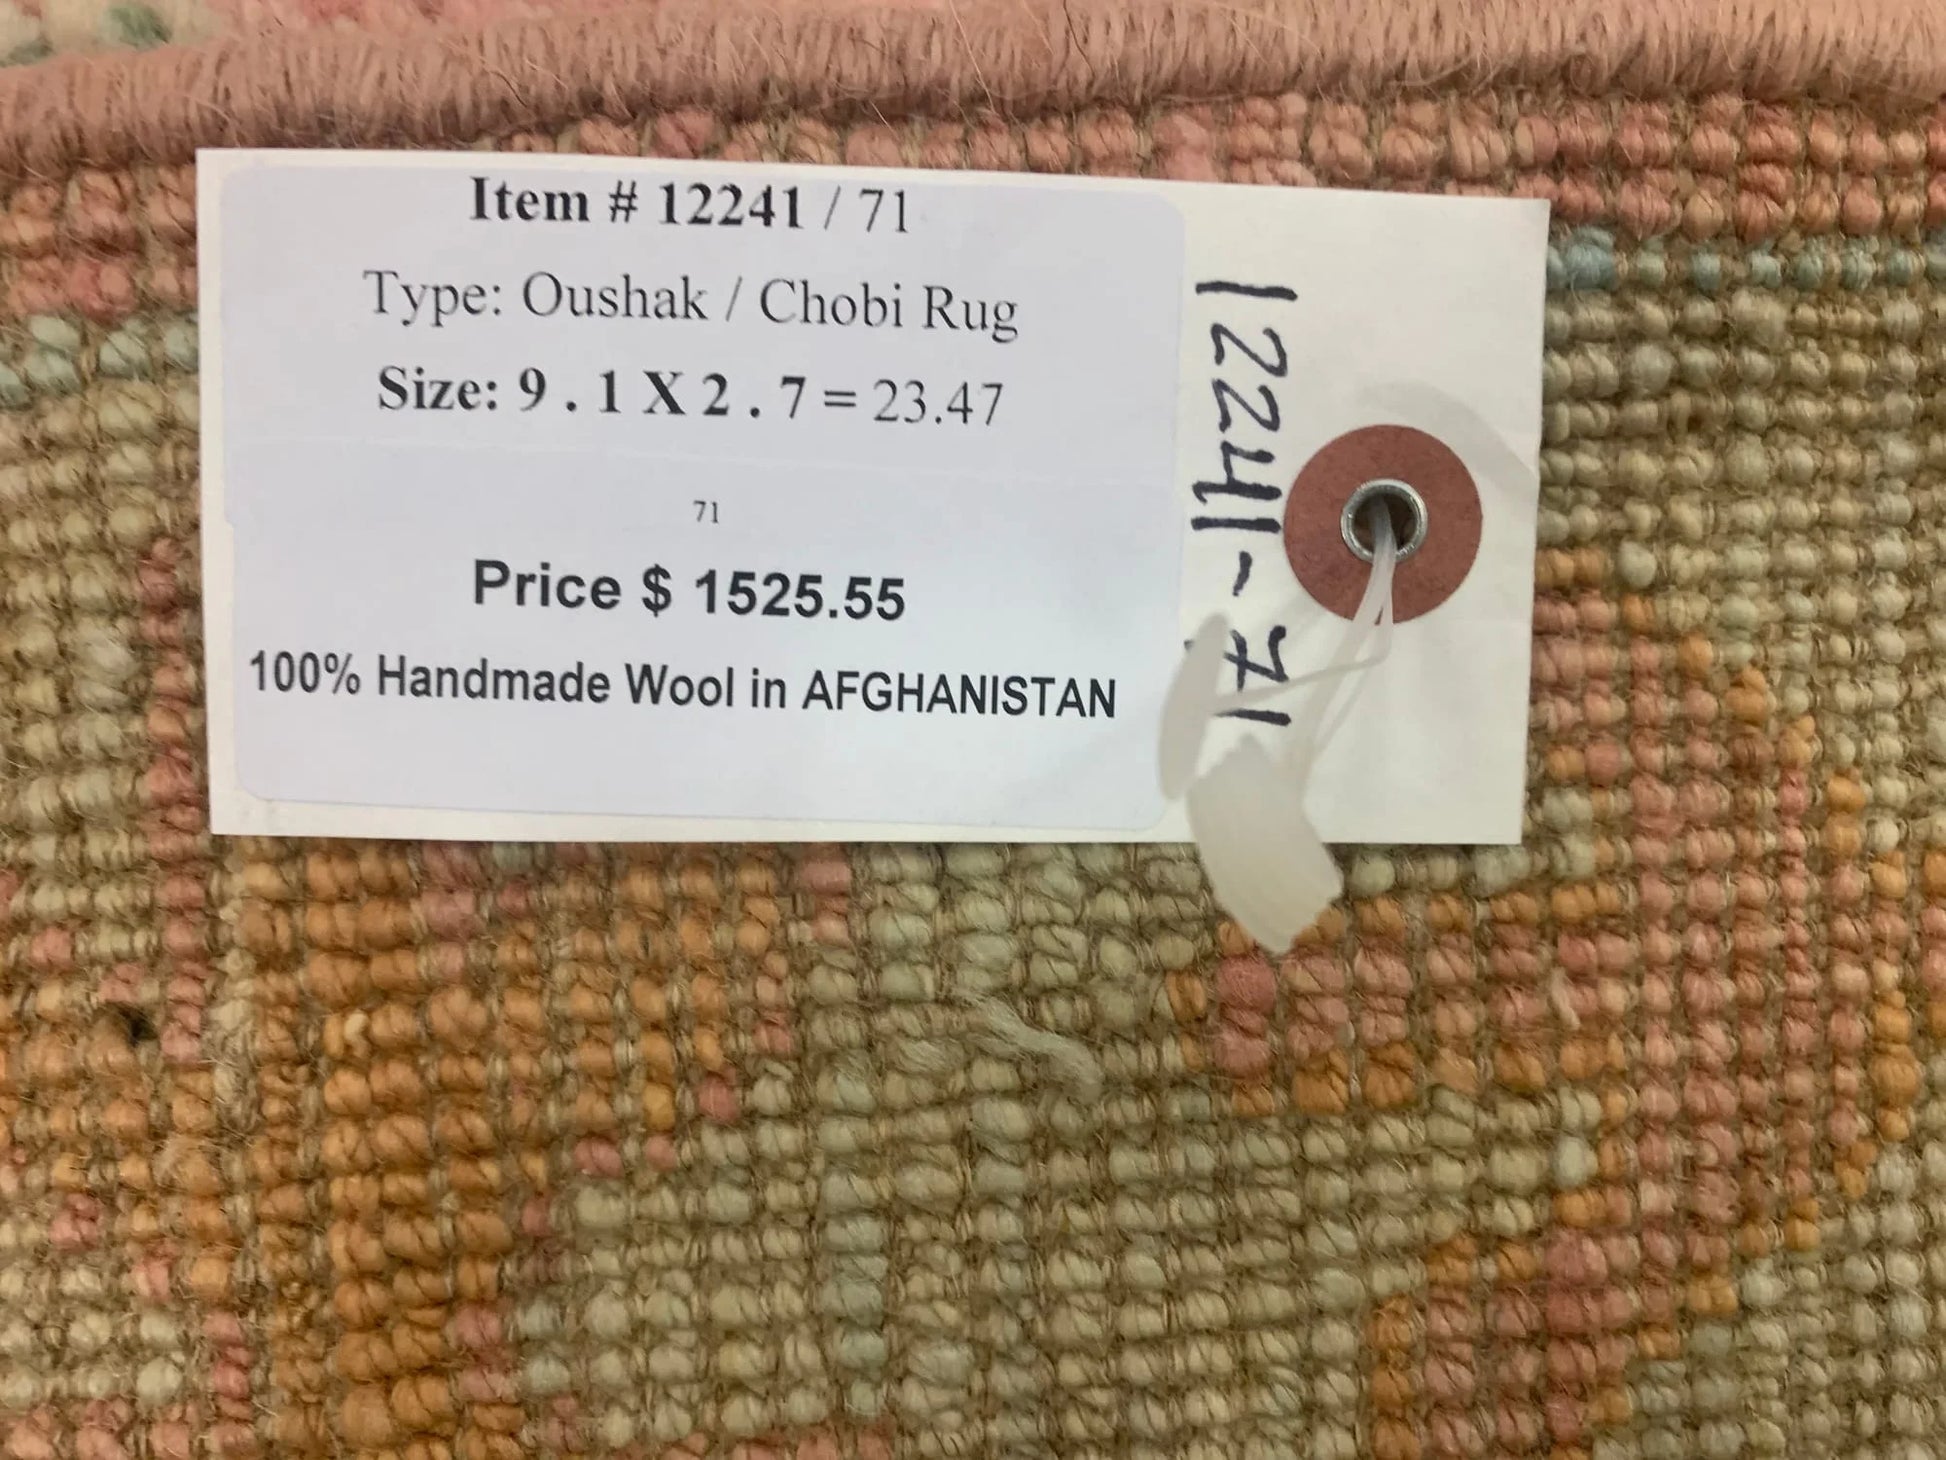 Item # 12241 / 71
Type: Oushak / Chobi Rug
Size: 9 . 1 X 2 . 7 = 23.47
71
Price $ 1525.55
100% Handmade Wool in AFGHANISTAN
12241-71